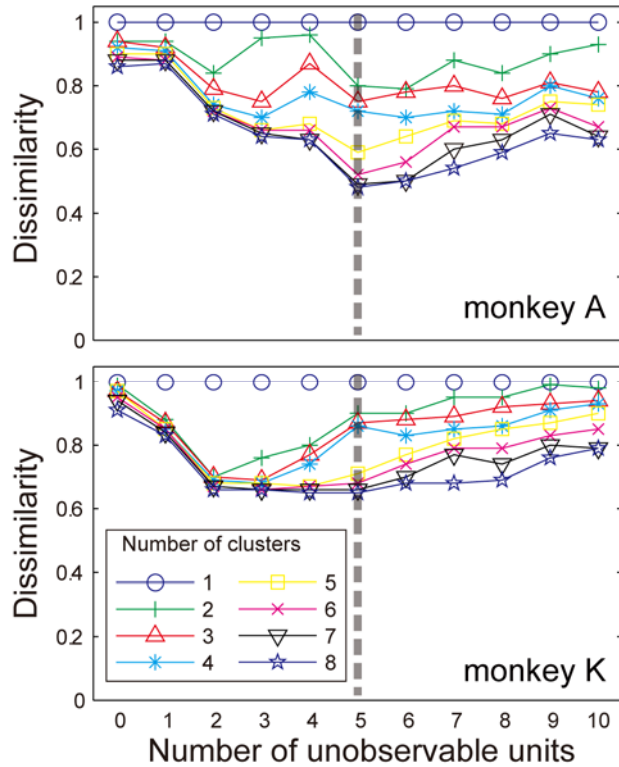 1
0.8
0.6
0.4
0.2
0
Dissimilarity
monkey A
1
0.8
0.6
0.4
0.2
0
Dissimilarity
Number of clusters
1 5
2 6
3 7
4 8
monkey K
0 1 2 3 4 5 6 7 8 9 10
Number of unobservable units